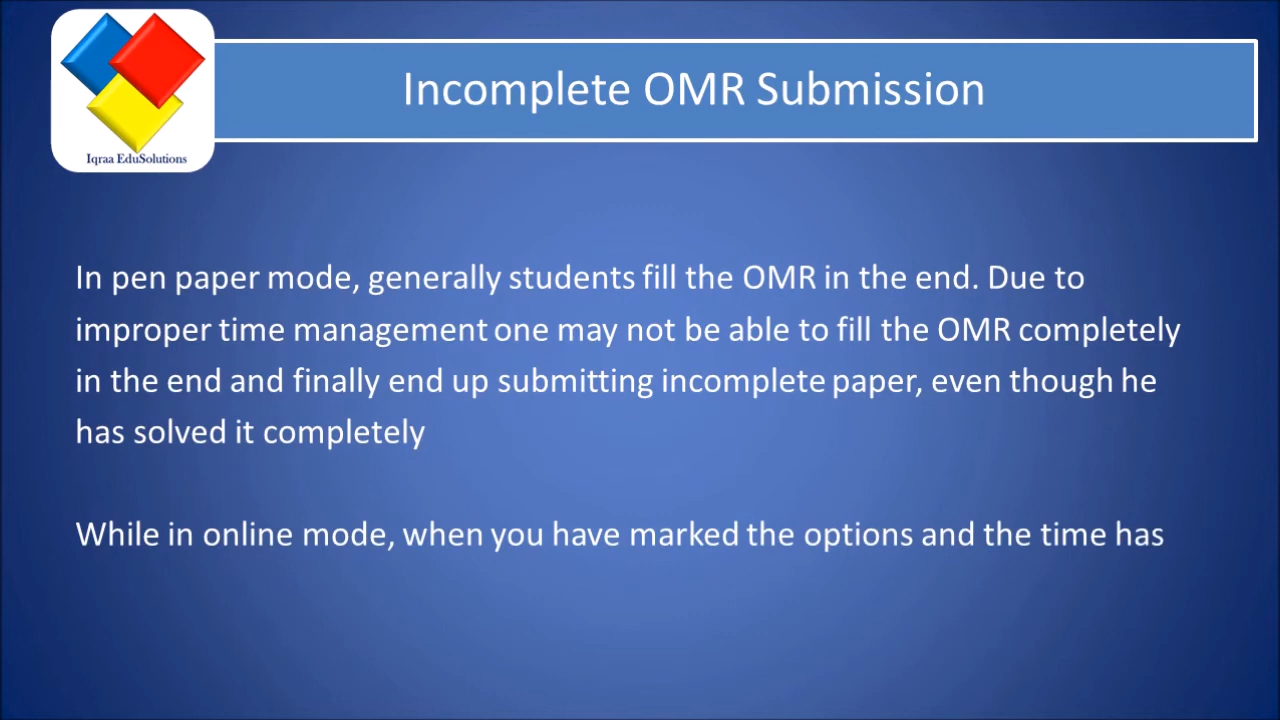 Incomplete OMR Submission
Iqraa EduSolutions
In pen paper mode, generally students fill the OMR in the end. Due to
improper time management one may not be able to fill the OMR completely
in the end and finally end up submitting incomplete paper, even though he
has solved it completely
While in online mode, when you have marked the options and the time has